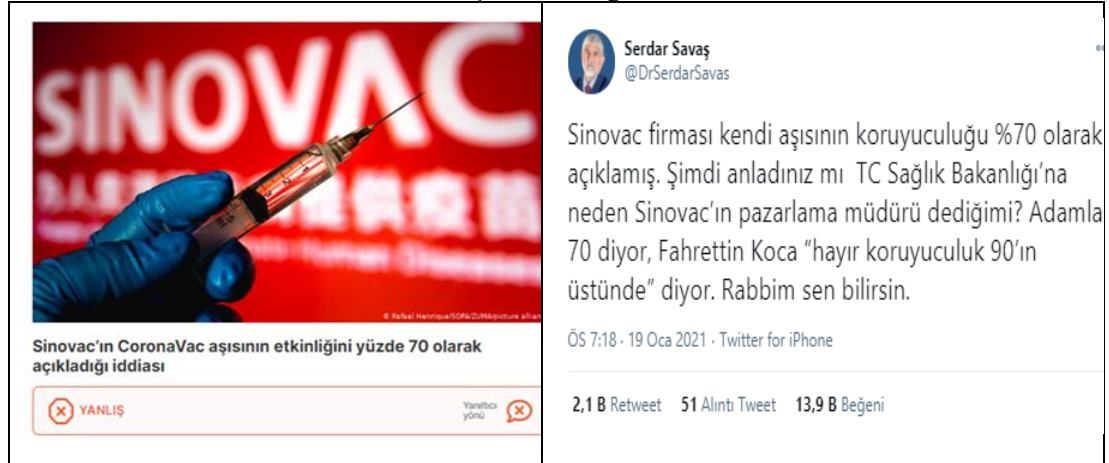 SINOVAC
© Rafael Henrique/SOPA/ZUMA/picture allian
Sinovac'ın CoronaVac aşısının etkinliğini yüzde 70 olarak
açıkladığı iddiası
YANLIŞ
Yanıltıcı
yönü
Serdar Savaş
@DrSerdarSavas
Sinovac firması kendi aşısının koruyuculuğu %70 olarak
açıklamış. Şimdi anladınız mı TC Sağlık Bakanlığı'na
neden Sinovac'ın pazarlama müdürü dediğimi? Adamla
70 diyor, Fahrettin Koca "hayır koruyuculuk 90'ın
üstünde" diyor. Rabbim sen bilirsin.
ÖS 7:18 · 19 Oca 2021 · Twitter for iPhone
2,1 B Retweet 51 Alıntı Tweet 13,9 B Beğeni